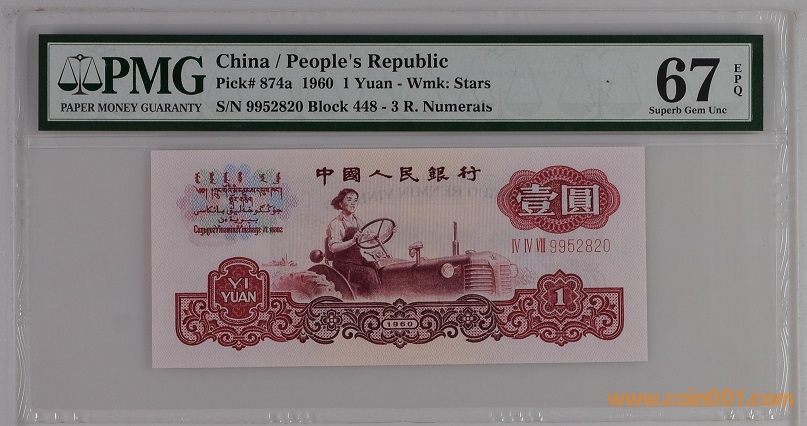 PMG
PAPER MONEY GUARANTY
China / People's Republic
Pick# 874a 1960 1 Yuan - Wmk: Stars
S/N 9952820 Block 448 - 3 R. Numerals
67
EPQ
Superb Gem Unc
中國人民銀行
壹圓
IV IV VIII 9952820
YI
YUAN
1960
1
www.coin001.com